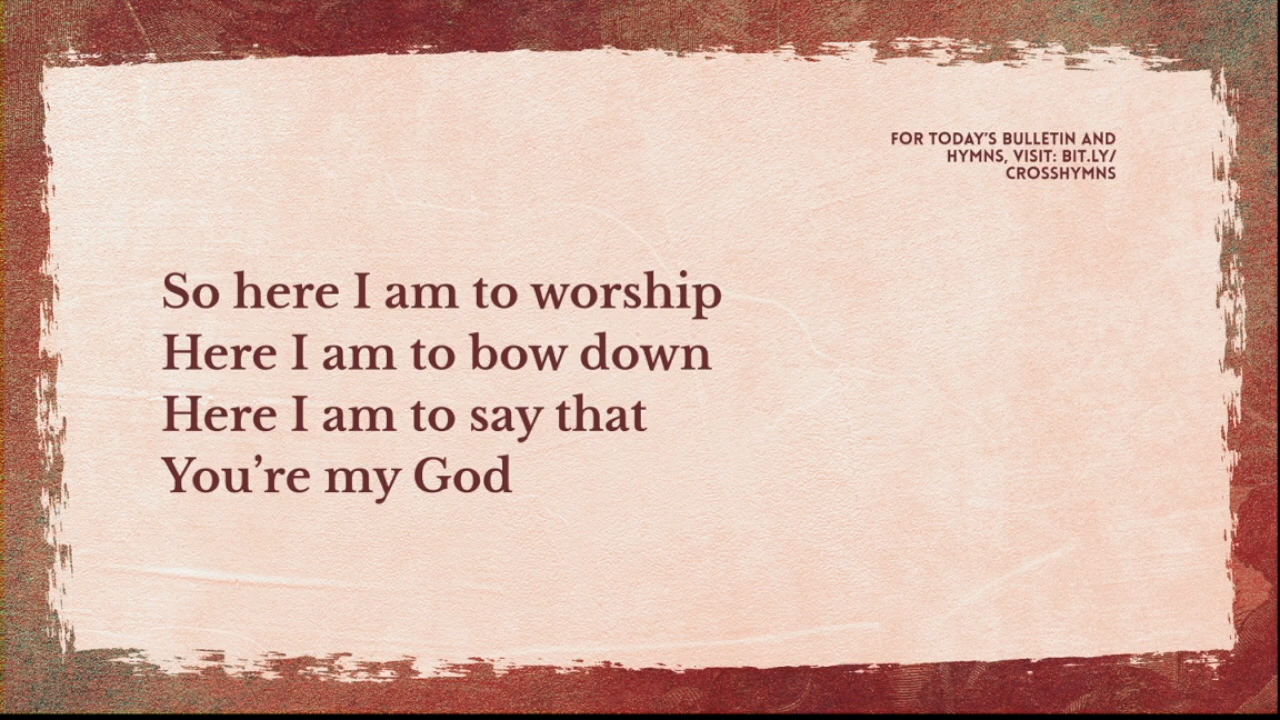 FOR TODAY'S BULLETIN AND
HYMNS, VISIT: BIT.LY/
CROSSHYMNS
So here I am to worship
Here I am to bow down
Here I am to say that
You’re my God